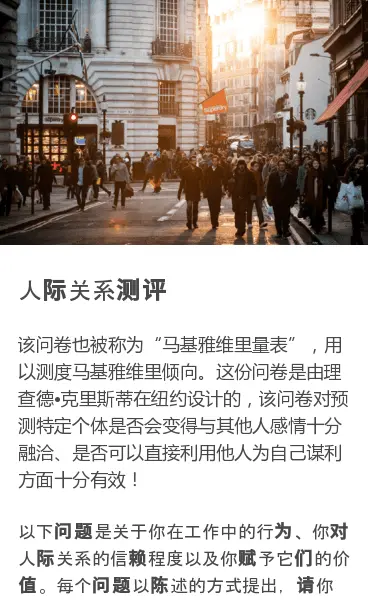 人际关系测评
该问卷也被称为“马基雅维里量表”，用
以测度马基雅维里倾向。这份问卷是由理
查德•克里斯蒂在纽约设计的，该问卷对预
测特定个体是否会变得与其他人感情十分
融洽、是否可以直接利用他人为自己谋利
方面十分有效！
以下问题是关于你在工作中的行为、你对
人际关系的信赖程度以及你赋予它们的价
值。每个问题以陈述的方式提出，请你